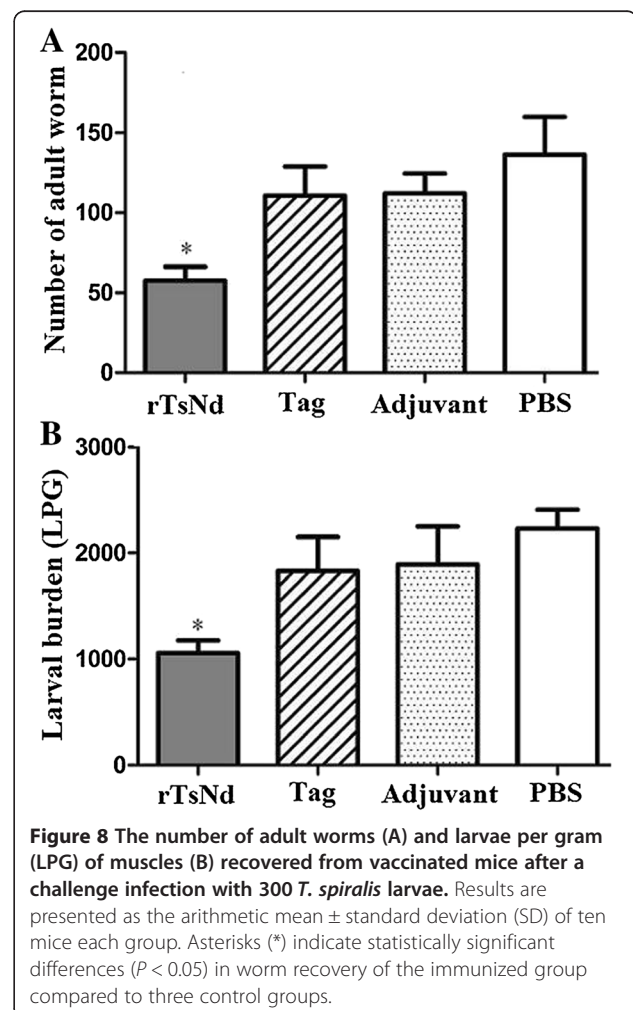 A
Number of adult worm
200
150
100
50
0
*
rTsNd Tag Adjuvant PBS
B
Larval burden (LPG)
3000
2000
1000
0
*
rTsNd Tag Adjuvant PBS
Figure 8 The number of adult worms (A) and larvae per gram
(LPG) of muscles (B) recovered from vaccinated mice after a
challenge infection with 300 T. spiralis larvae. Results are
presented as the arithmetic mean ± standard deviation (SD) of ten
mice each group. Asterisks (*) indicate statistically significant
differences (P < 0.05) in worm recovery of the immunized group
compared to three control groups.